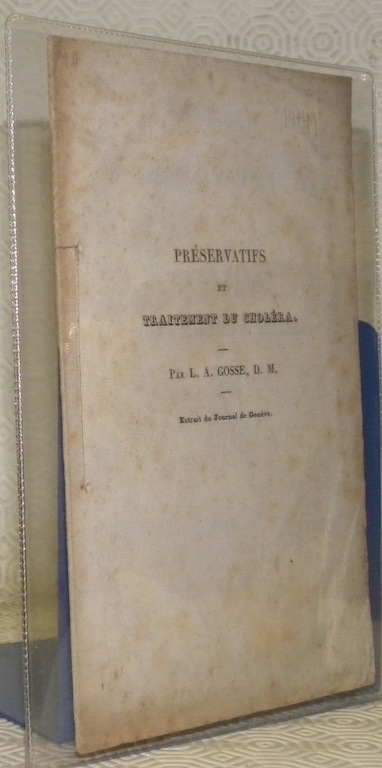 PRÉSERVATIFS
ET
TRAITEMENT DU CHOLÉRA.
PAR L. A. GOSSE, D. M.
Extrait du Journal de Genève.